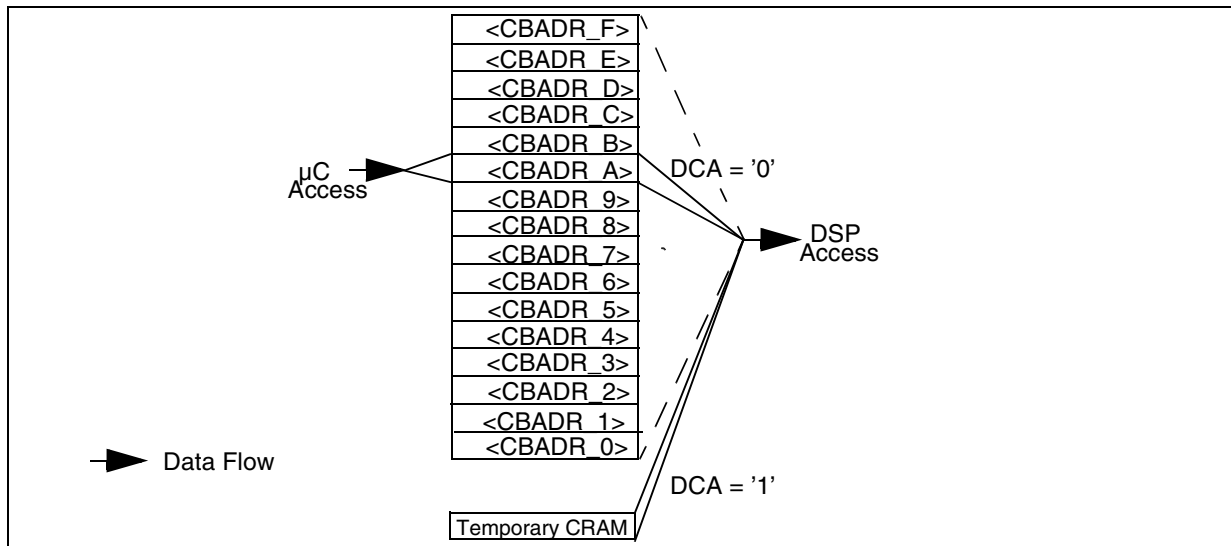 <CBADR_F>
<CBADR_E>
<CBADR_D>
<CBADR_C>
<CBADR_B>
<CBADR_A>
<CBADR_9>
<CBADR_8>
<CBADR_7>
<CBADR_6>
<CBADR_5>
<CBADR_4>
<CBADR_3>
<CBADR_2>
<CBADR_1>
<CBADR_0>
µC
Access
DCA = '0'
DSP
Access
Data Flow
DCA = '1'
Temporary CRAM